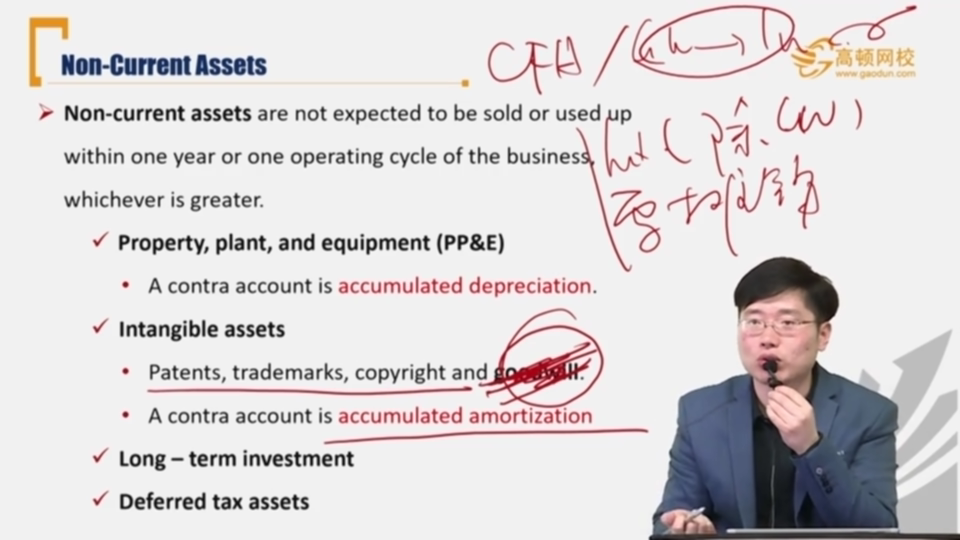 Non-Current Assets
CFA /
高顿网校
www.gaodun.com
➤ Non-current assets are not expected to be sold or used up
within one year or one operating cycle of the business,
whichever is greater.
除
✓ Property, plant, and equipment (PP&E)
• A contra account is accumulated depreciation.
✓ Intangible assets
• Patents, trademarks, copyright and goodwill.
• A contra account is accumulated amortization
✓ Long – term investment
✓ Deferred tax assets